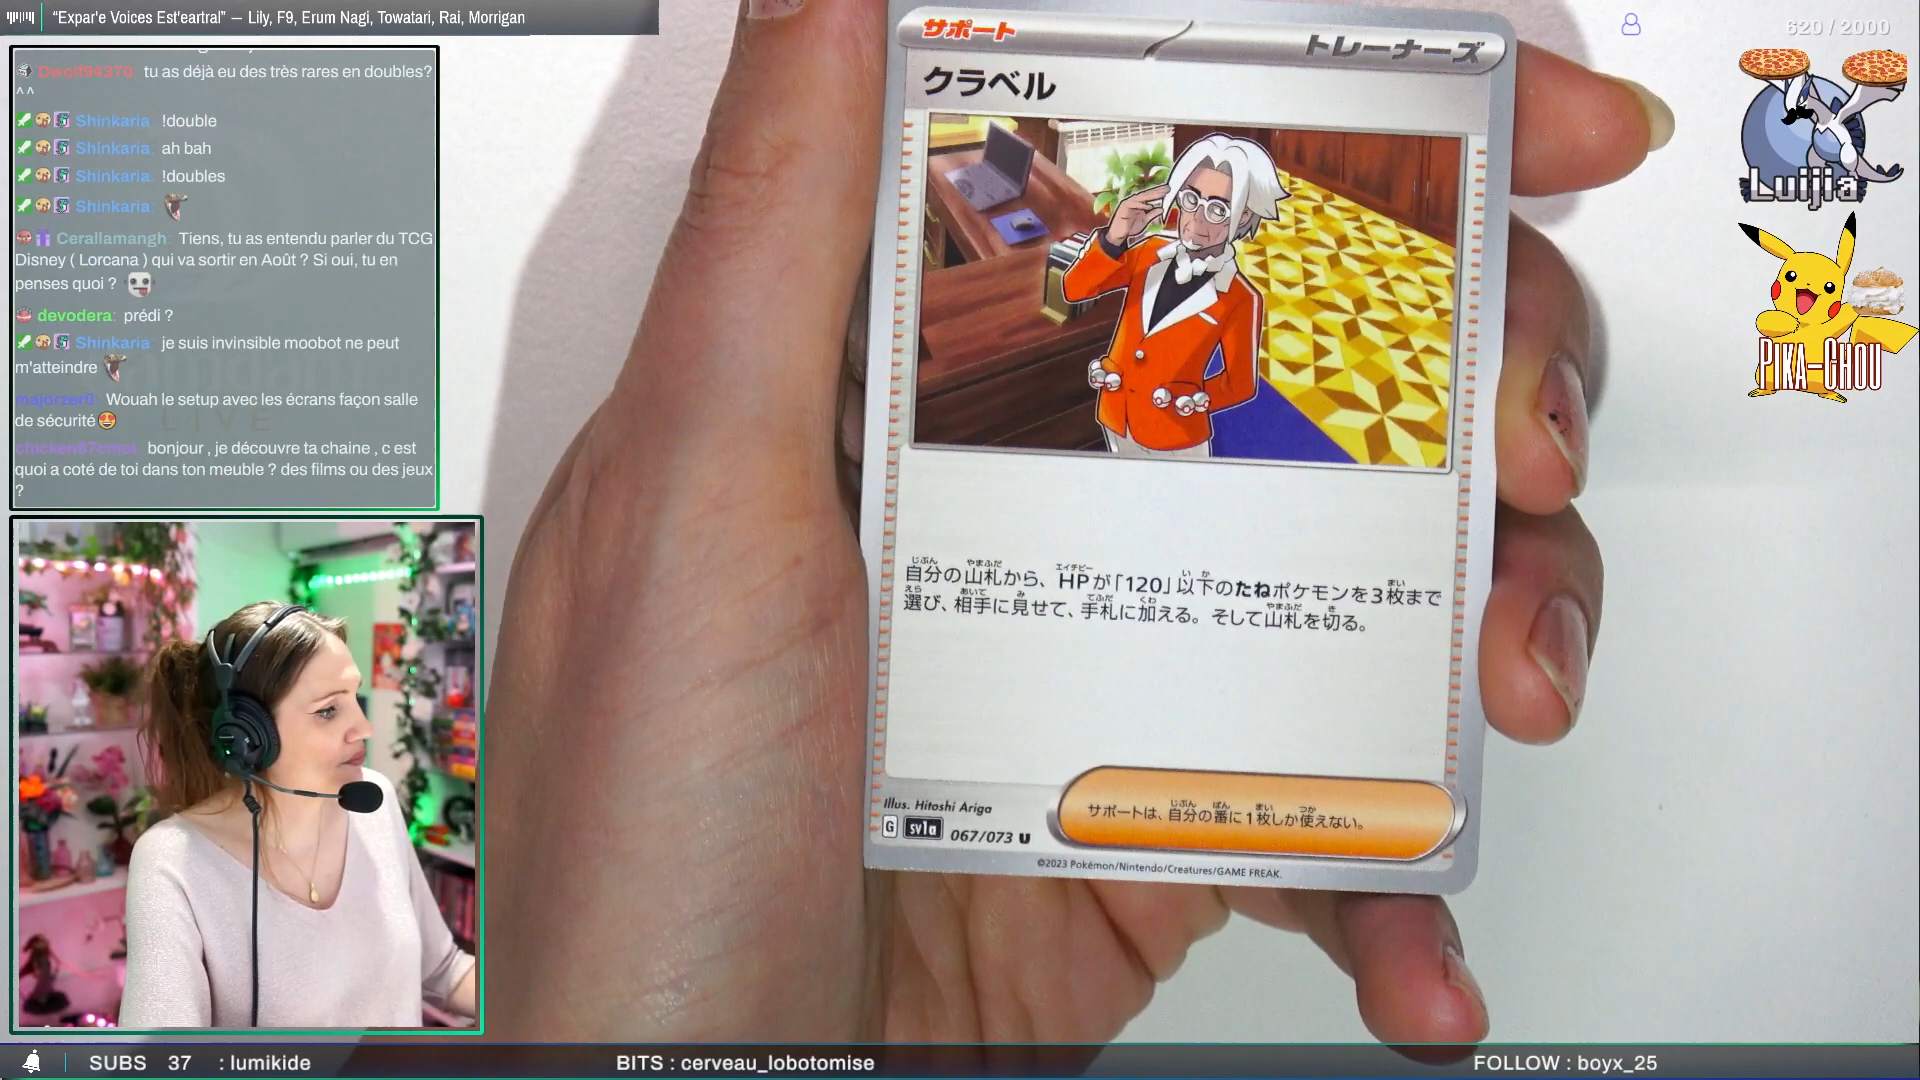 “Expar'e Voices Est'eartral” — Lily, F9, Erum Nagi, Towatari, Rai, Morrigan
620 / 2000
Dwolf94370: tu as déjà eu des très rares en doubles?
^^
Shinkaria: !double
Shinkaria: ah bah
Shinkaria: !doubles
Shinkaria:
Cerallamangh: Tiens, tu as entendu parler du TCG
Disney ( Lorcana ) qui va sortir en Août ? Si oui, tu en
penses quoi ?
devodera: prédi ?
Shinkaria: je suis invinsible moobot ne peut
m'atteindre
majorzer0: Wouah le setup avec les écrans façon salle
de sécurité
LIVE
bonjour , je découvre ta chaine , c est
quoi a coté de toi dans ton meuble ? des films ou des jeux
?
サポート
トレーナーズ
クラベル
自分の山札から、HPが「120」以下のたねポケモンを3枚まで
選び、相手に見せて、手札に加える。そして山札を切る。
サポートは、自分の番に1枚しか使えない。
Illus. Hitoshi Ariga
G sv1a 067/073 U
©2023 Pokémon/Nintendo/Creatures/GAME FREAK.
Luijia
PIKA-CHOU
SUBS 37 : lumikide
BITS : cerveau_lobotomise
FOLLOW : boyx_25